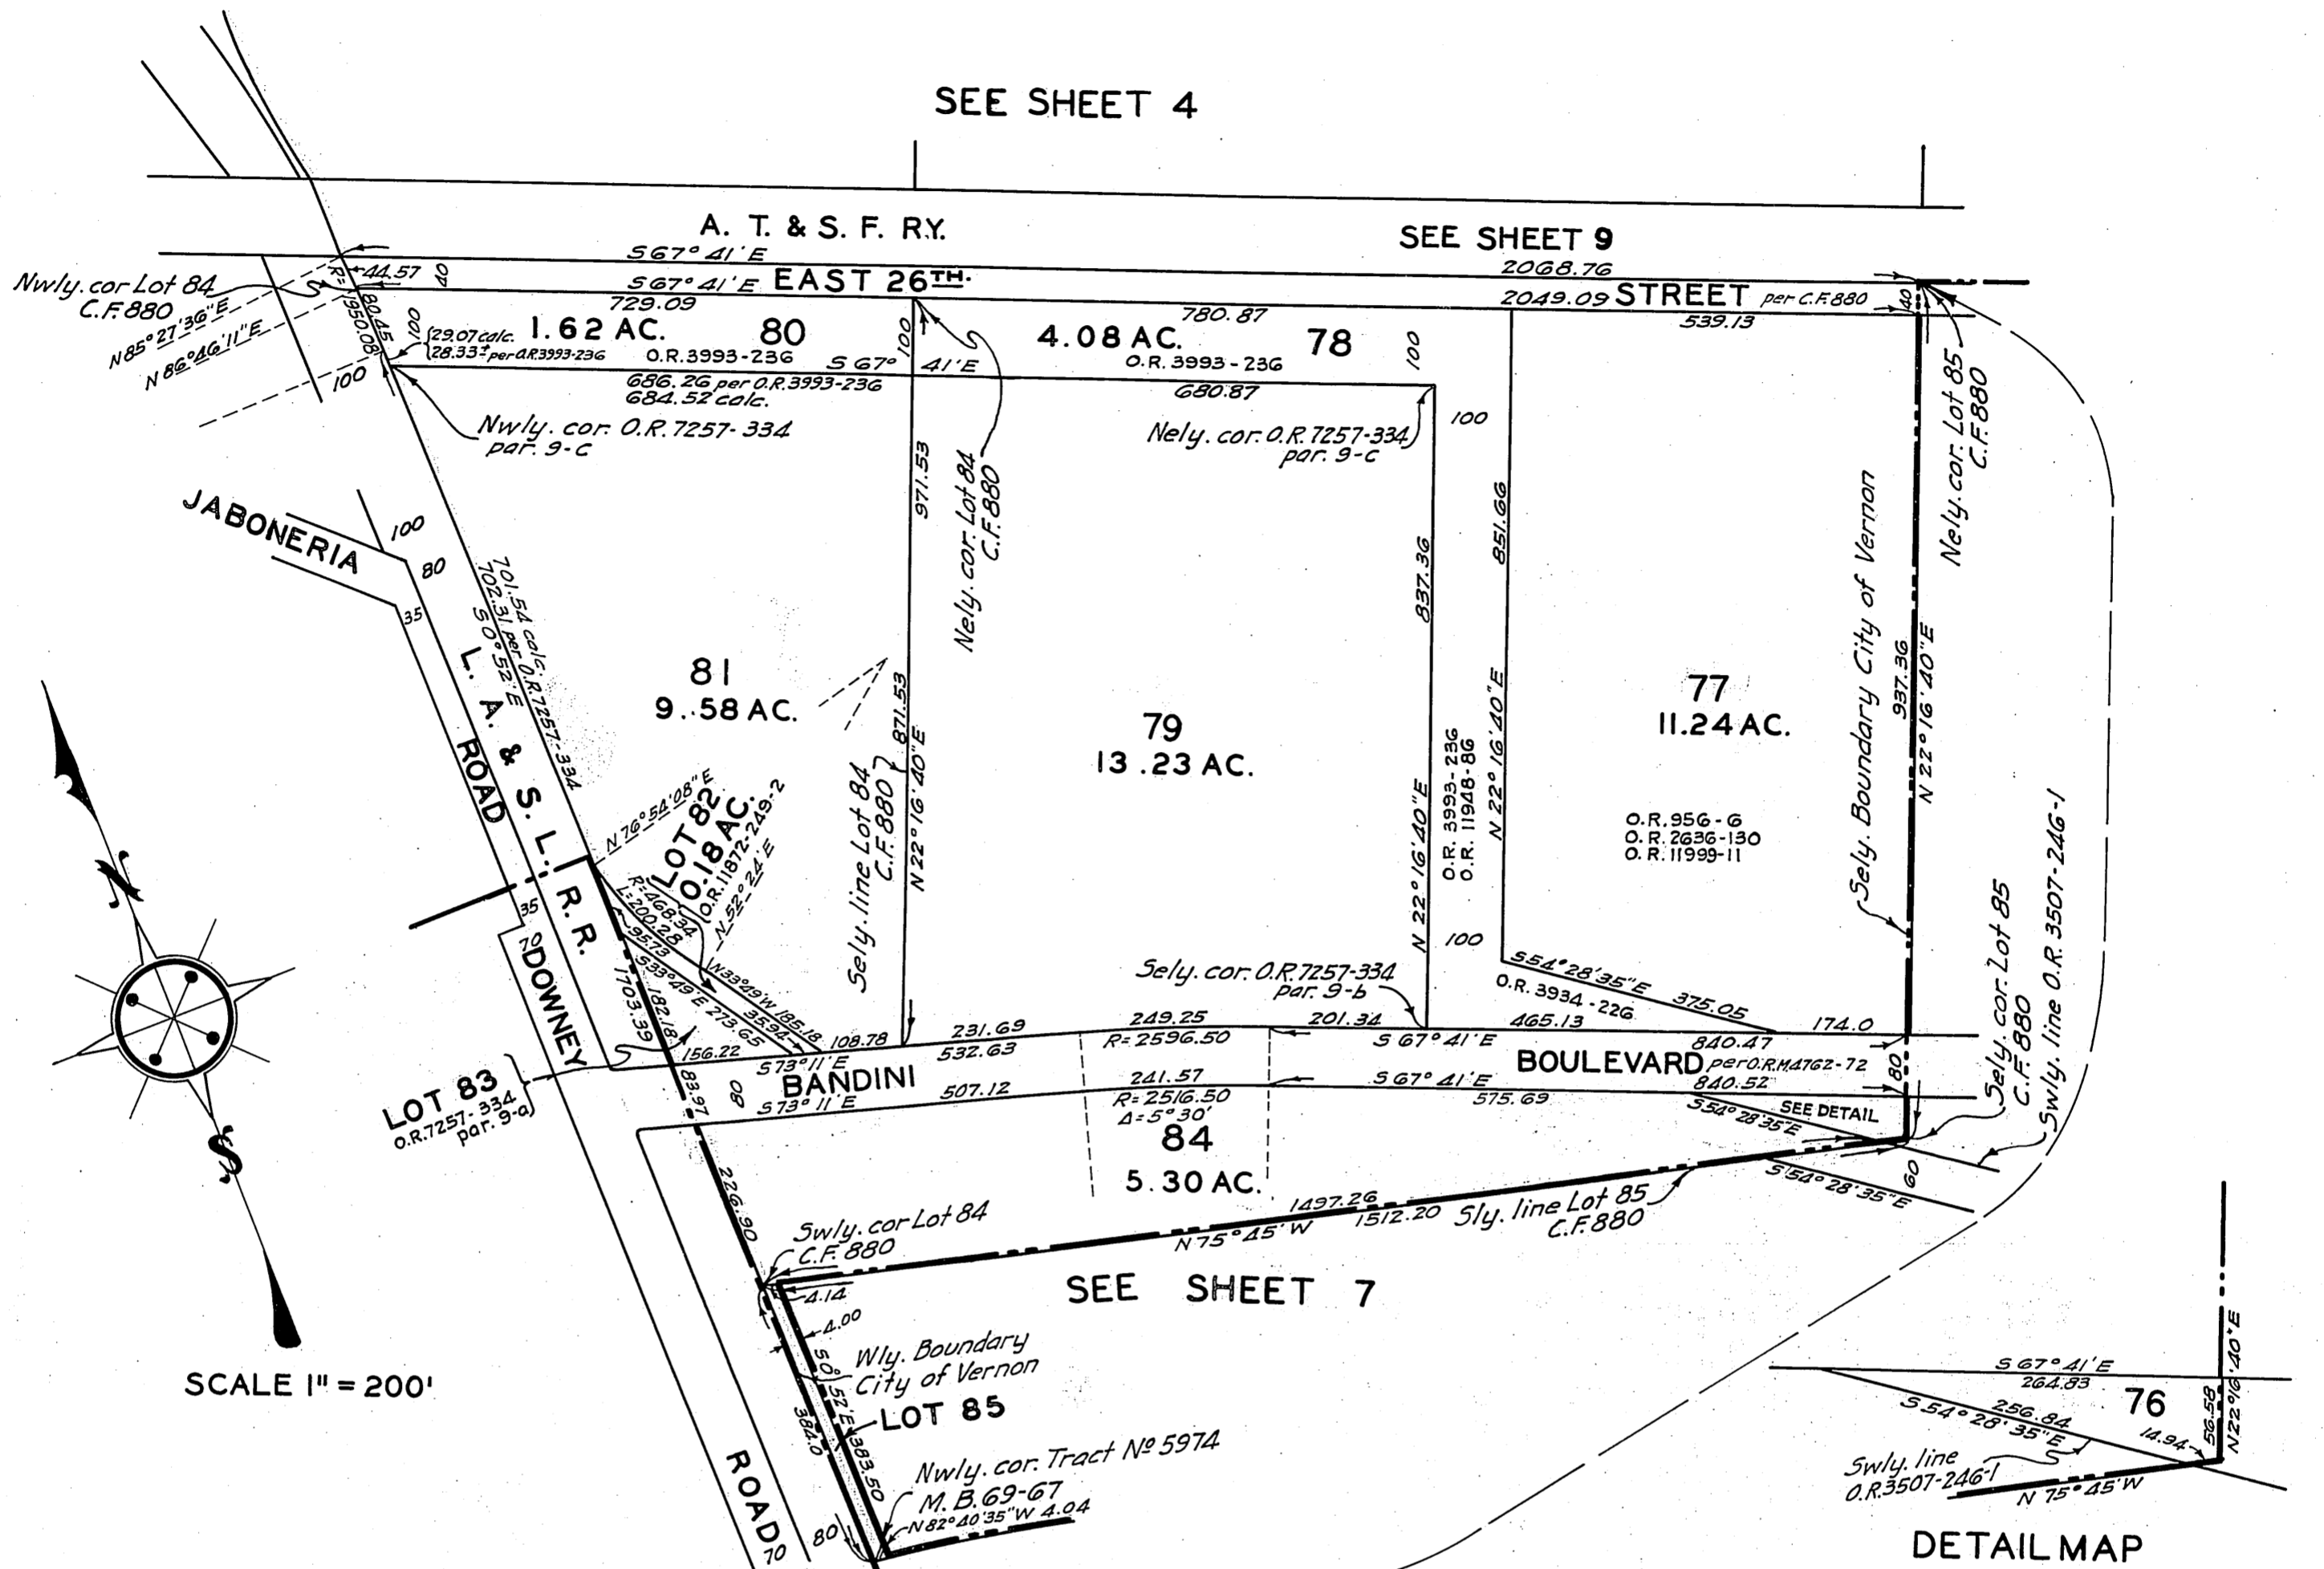 SEE SHEET 4
A. T. & S. F. RY.
SEE SHEET 9
S 67° 41' E
2068.76
Nwly. cor Lot 84
C.F. 880
R=1950.08
44.57
40
S 67° 41' E EAST 26TH. STREET per C.F. 880
729.09
2049.09
40
N 85° 27' 36" E
N 86° 46' 11" E
80.45
100
29.07 calc.
28.33± per O.R. 3993-236
1.62 AC.
80
O.R. 3993-236
100
780.87
4.08 AC.
78
O.R. 3993-236
100
539.13
S 67° 41' E
100
686.26 per O.R. 3993-236
684.52 calc.
680.87
Nwly. cor. O.R. 7257-334
par. 9-c
Nely. cor. O.R. 7257-334
par. 9-c
100
Nely. cor. Lot 84
C.F. 880
Nely. cor. Lot 85
C.F. 880
971.53
JABONERIA
ROAD
100
80
35
701.54 calc.
702.31 per O.R. 7257-334
S 0° 52' E
L. A. & S. L. R. R.
81
9.58 AC.
871.53
N 22° 16' 40" E
Sely. line Lot 84
C.F. 880
79
13.23 AC.
837.36
N 22° 16' 40" E
O.R. 3993-236
O.R. 11948-86
100
851.66
N 22° 16' 40" E
77
11.24 AC.
O.R. 956-6
O.R. 2636-130
O.R. 11999-11
Sely. Boundary City of Vernon
937.36
N 22° 16' 40" E
N 76° 54' 08" E
LOT 82
0.18 AC.
O.R. 11872-249-2
N 52° 24' E
R=468.34
L=200.28
95.73
S 33° 49' E 273.65
35.94
N 33° 49' W 185.18
35
70
DOWNEY
1703.39
182.18
LOT 83
O.R. 7257-334
par. 9-a
156.22
108.78
S 73° 11' E
231.69
532.63
249.25
R=2596.50
201.34
S 67° 41' E
Sely. cor. O.R. 7257-334
par. 9-b
S 54° 28' 35" E
375.05
O.R. 3934-226
465.13
174.0
840.47
80
BANDINI
BOULEVARD per O.R.M. 4762-72
83.97
80
S 73° 11' E
507.12
241.57
R=2516.50
Δ=5° 30'
S 67° 41' E
840.52
575.69
S 54° 28' 35" E
SEE DETAIL
84
5.30 AC.
Sely. cor. Lot 85
C.F. 880
Swly. line O.R. 3507-246-1
60
S 54° 28' 35" E
226.90
Swly. cor Lot 84
C.F. 880
1497.26
N 75° 45' W
1512.20
Sly. line Lot 85
C.F. 880
SEE SHEET 7
4.14
4.00
Wly. Boundary
City of Vernon
S 0° 52' E
383.50
384.0
LOT 85
Nwly. cor. Tract No 5974
M.B. 69-67
N 82° 40' 35" W 4.04
ROAD
70
80
N
S
SCALE 1" = 200'
S 67° 41' E
264.83
76
256.84
S 54° 28' 35" E
14.94
56.58
N 22° 16' 40" E
Swly. line
O.R. 3507-246-1
N 75° 45' W
DETAIL MAP